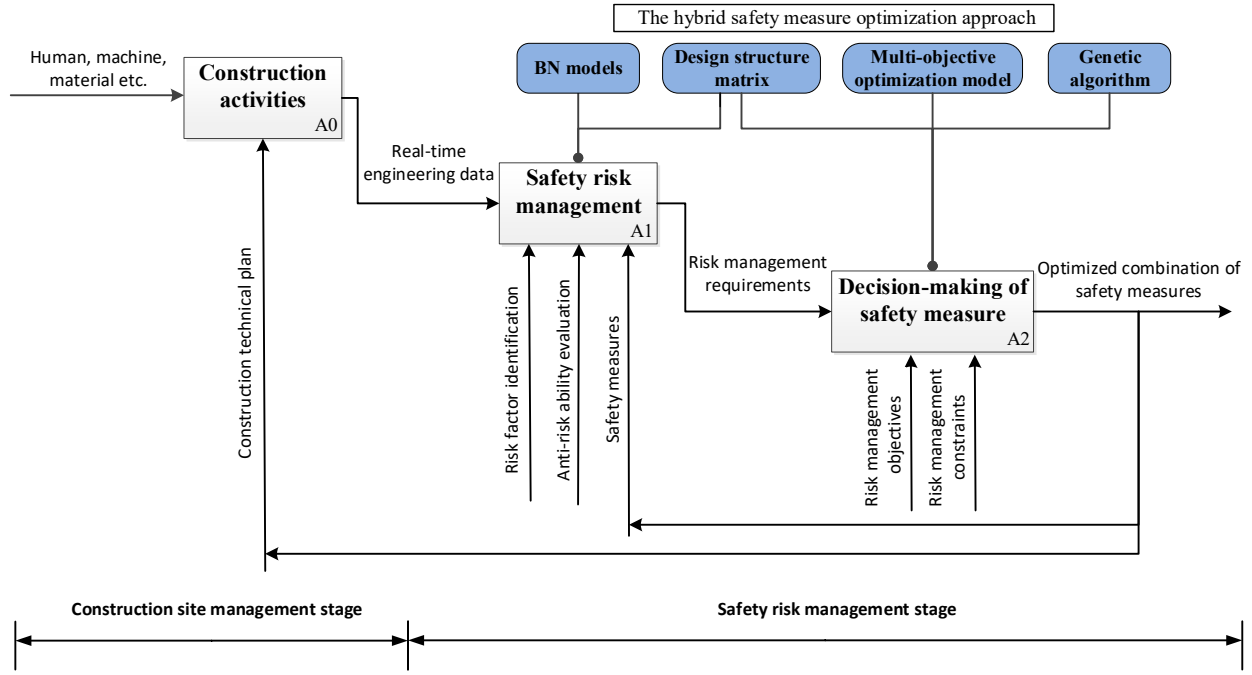 The hybrid safety measure optimization approach
BN models
Design structure
matrix
Multi-objective
optimization model
Genetic
algorithm
Human, machine,
material etc.
Construction
activities
A0
Real-time
engineering data
Safety risk
management
A1
Risk management
requirements
Decision-making of
safety measure
A2
Optimized combination of
safety measures
Construction technical plan
Risk factor identification
Anti-risk ability evaluation
Safety measures
Risk management
objectives
Risk management
constraints
Construction site management stage
Safety risk management stage